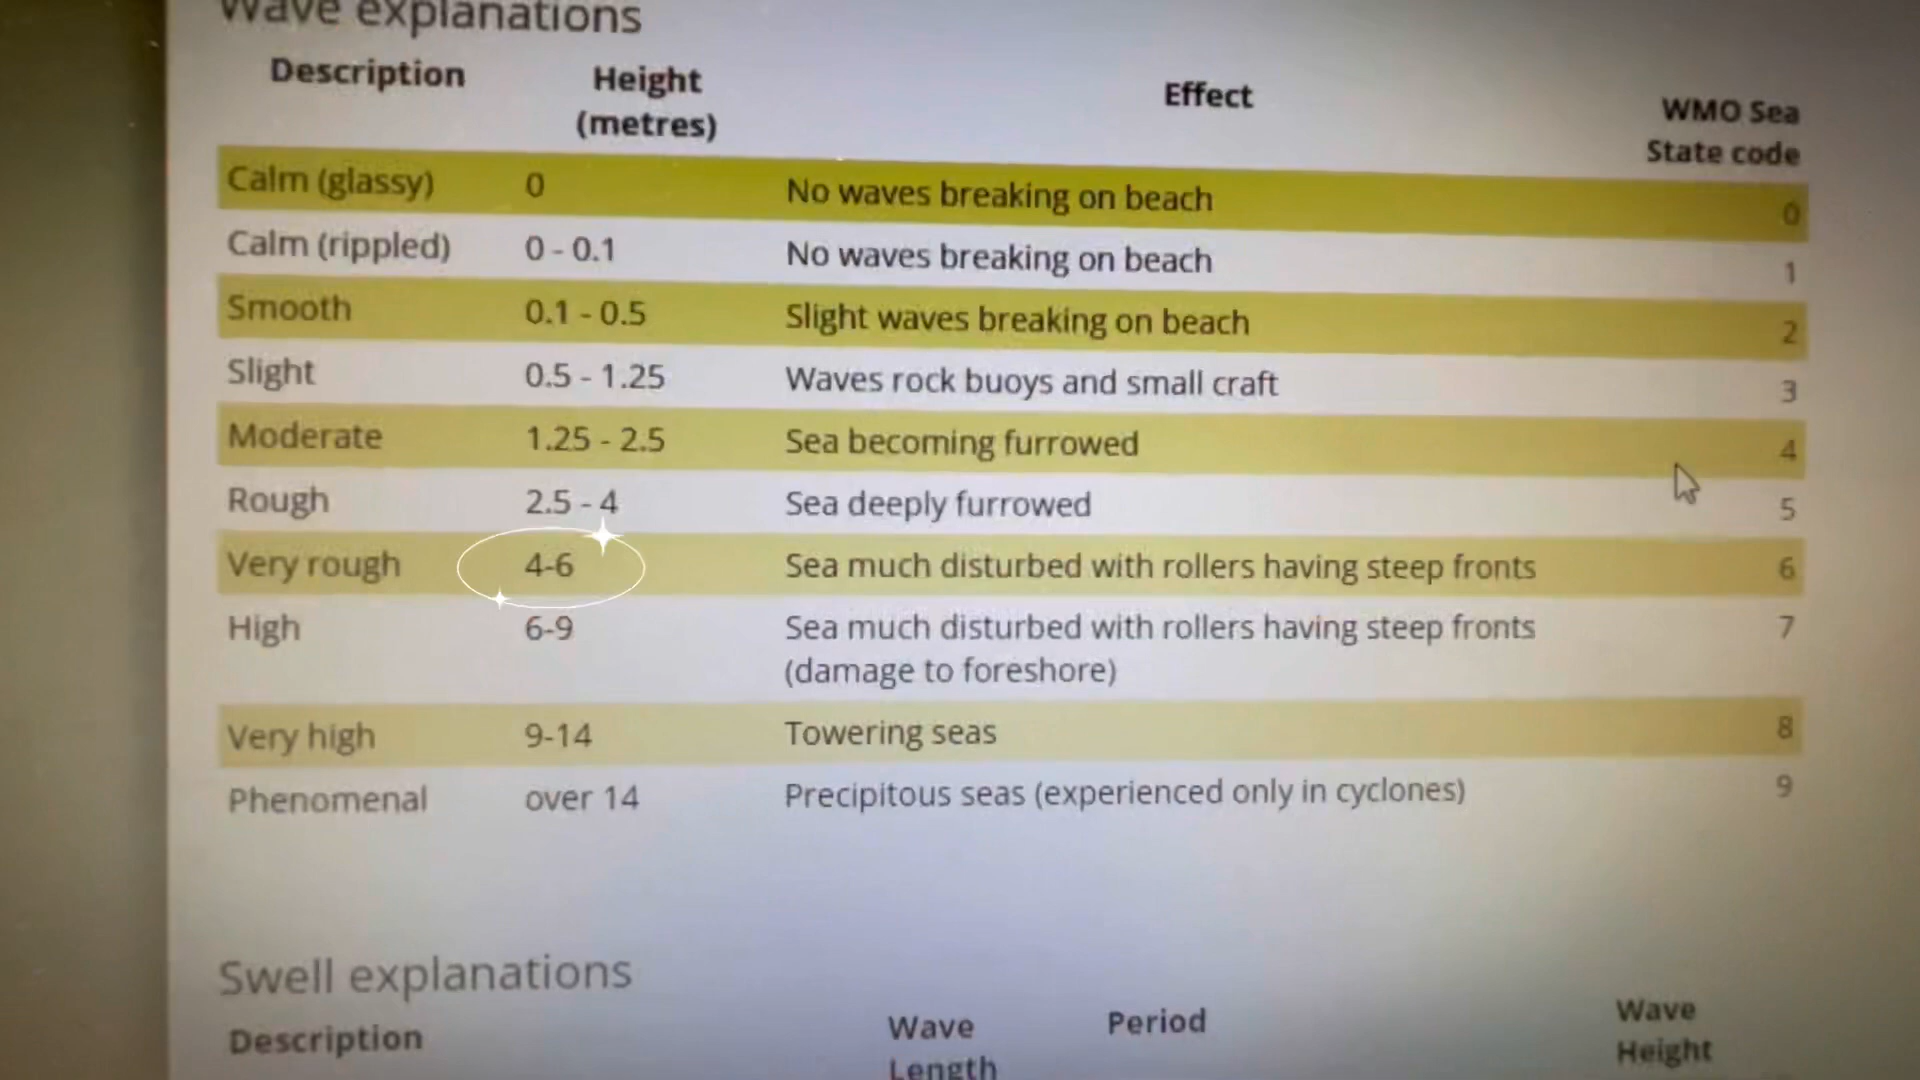 Wave explanations
Description Height (metres) Effect WMO Sea State code
Calm (glassy) 0 No waves breaking on beach 0
Calm (rippled) 0 - 0.1 No waves breaking on beach 1
Smooth 0.1 - 0.5 Slight waves breaking on beach 2
Slight 0.5 - 1.25 Waves rock buoys and small craft 3
Moderate 1.25 - 2.5 Sea becoming furrowed 4
Rough 2.5 - 4 Sea deeply furrowed 5
Very rough 4-6 Sea much disturbed with rollers having steep fronts 6
High 6-9 Sea much disturbed with rollers having steep fronts 7
(damage to foreshore)
Very high 9-14 Towering seas 8
Phenomenal over 14 Precipitous seas (experienced only in cyclones) 9
Swell explanations
Description Wave Length Period Wave Height